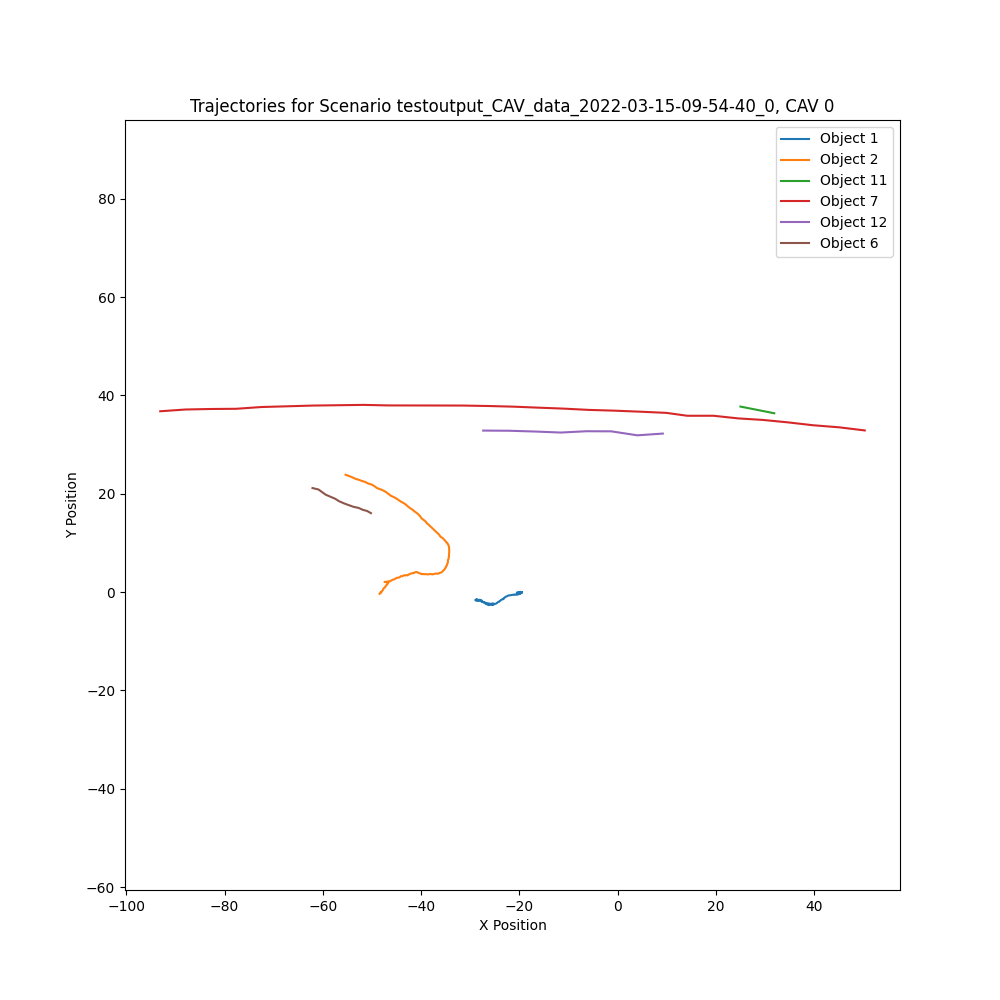 Trajectories for Scenario testoutput_CAV_data_2022-03-15-09-54-40_0, CAV 0
Object 1
Object 2
Object 11
Object 7
Object 12
Object 6
80
60
40
20
0
−20
−40
−60
Y Position
−100 −80 −60 −40 −20 0 20 40
X Position